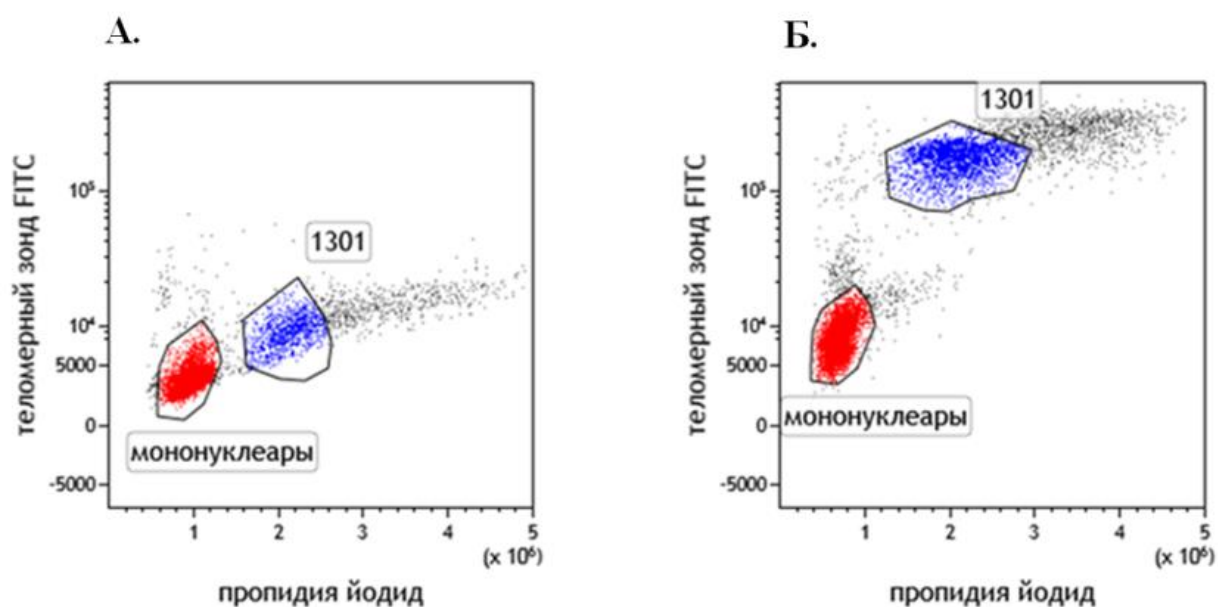 А.
1301
мононуклеары
теломерный зонд FITC
10⁵
10⁴
5000
0
-5000
1
2
3
4
5
(x 10⁶)
пропидия йодид
Б.
1301
мононуклеары
теломерный зонд FITC
10⁵
10⁴
5000
0
-5000
1
2
3
4
5
(x 10⁶)
пропидия йодид